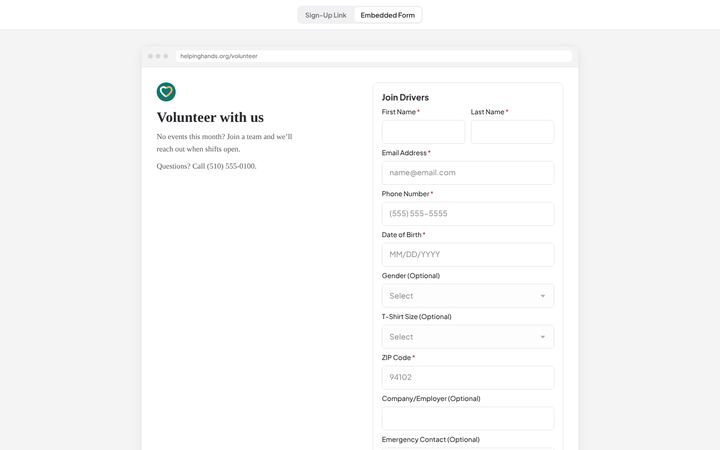 Sign-Up Link
Embedded Form
helpinghands.org/volunteer
Volunteer with us
No events this month? Join a team and we’ll
reach out when shifts open.
Questions? Call (510) 555-0100.
Join Drivers
First Name *
Last Name *
Email Address *
name@email.com
Phone Number *
(555) 555-5555
Date of Birth *
MM/DD/YYYY
Gender (Optional)
Select
T-Shirt Size (Optional)
Select
ZIP Code *
94102
Company/Employer (Optional)
Emergency Contact (Optional)